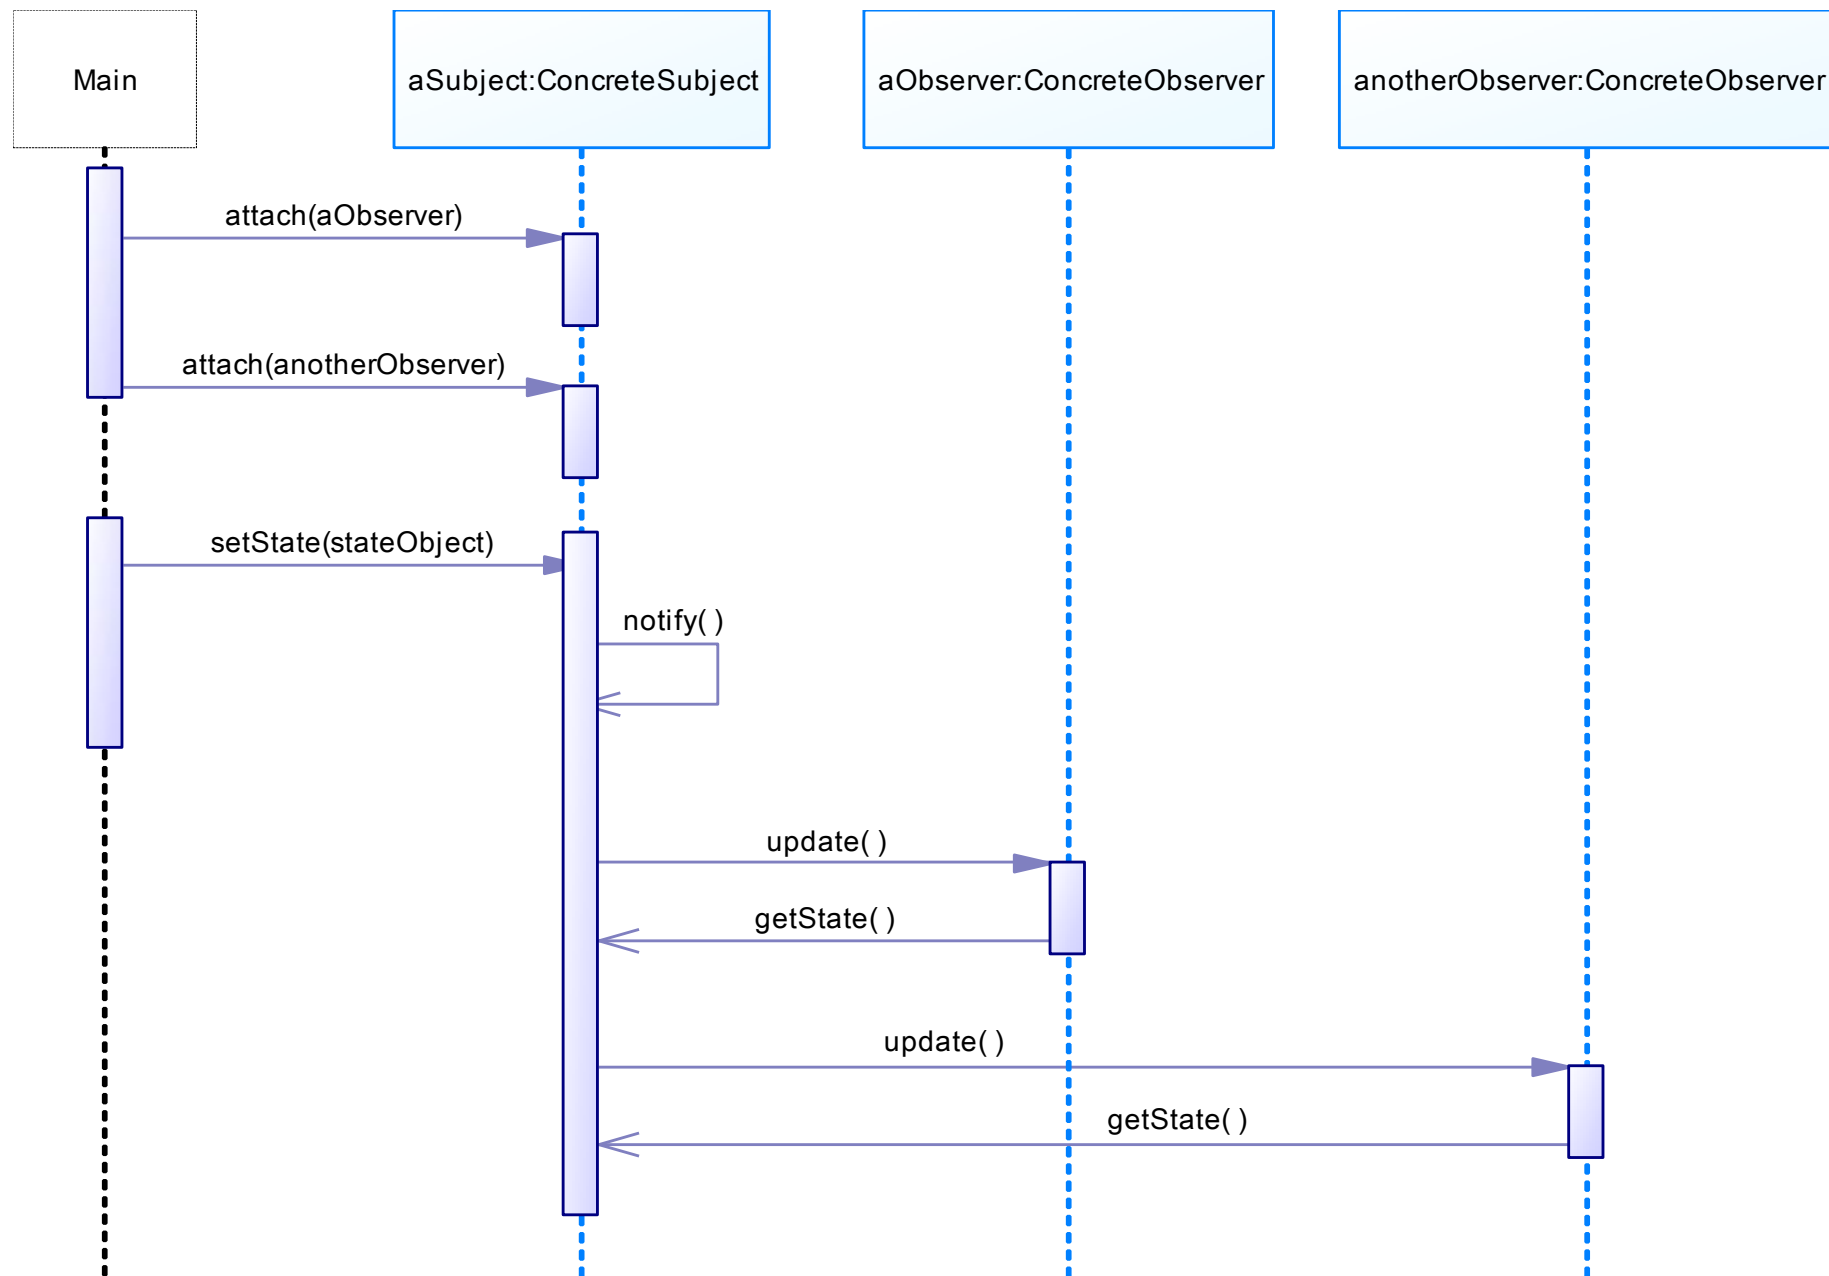 Main
aSubject:ConcreteSubject
aObserver:ConcreteObserver
anotherObserver:ConcreteObserver
attach(aObserver)
attach(anotherObserver)
setState(stateObject)
notify( )
update( )
getState( )
update( )
getState( )